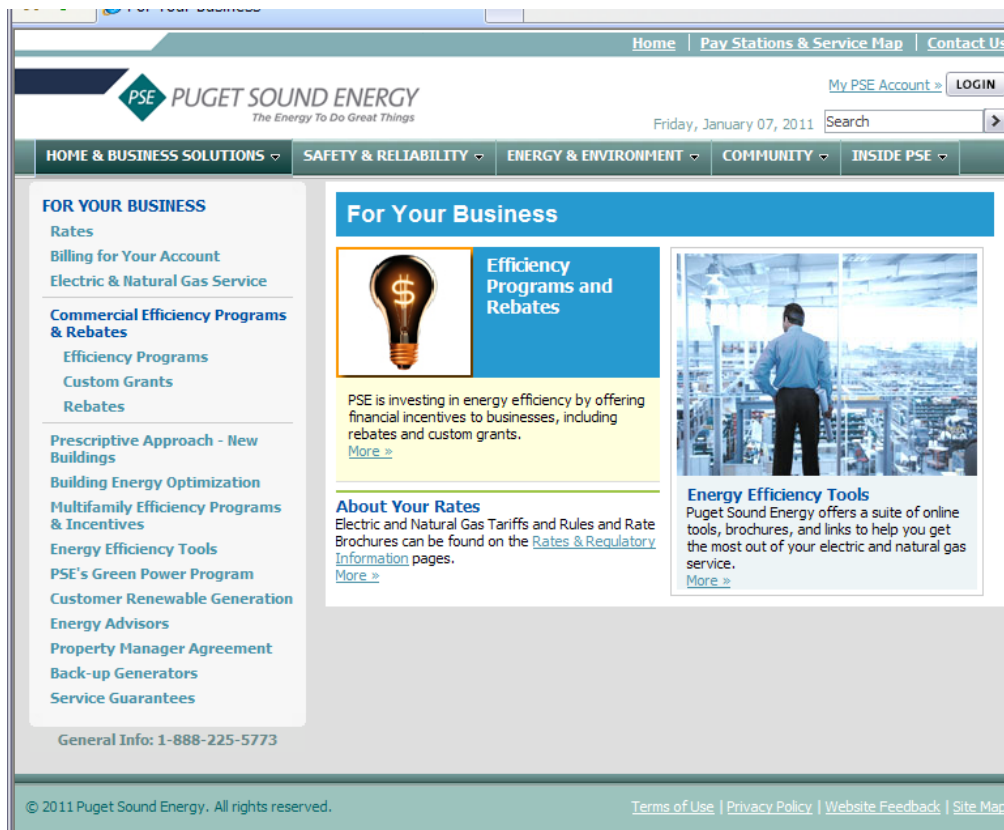 For Your Business
Home | Pay Stations & Service Map | Contact Us
PSE PUGET SOUND ENERGY
The Energy To Do Great Things
My PSE Account » LOGIN
Friday, January 07, 2011 Search
HOME & BUSINESS SOLUTIONS SAFETY & RELIABILITY ENERGY & ENVIRONMENT COMMUNITY INSIDE PSE
FOR YOUR BUSINESS
Rates
Billing for Your Account
Electric & Natural Gas Service
Commercial Efficiency Programs
& Rebates
Efficiency Programs
Custom Grants
Rebates
Prescriptive Approach - New
Buildings
Building Energy Optimization
Multifamily Efficiency Programs
& Incentives
Energy Efficiency Tools
PSE's Green Power Program
Customer Renewable Generation
Energy Advisors
Property Manager Agreement
Back-up Generators
Service Guarantees
General Info: 1-888-225-5773
For Your Business
$
Efficiency
Programs and
Rebates
PSE is investing in energy efficiency by offering
financial incentives to businesses, including
rebates and custom grants.
More »
About Your Rates
Electric and Natural Gas Tariffs and Rules and Rate
Brochures can be found on the Rates & Regulatory
Information pages.
More »
Energy Efficiency Tools
Puget Sound Energy offers a suite of online
tools, brochures, and links to help you get
the most out of your electric and natural gas
service.
More »
© 2011 Puget Sound Energy. All rights reserved.
Terms of Use | Privacy Policy | Website Feedback | Site Map